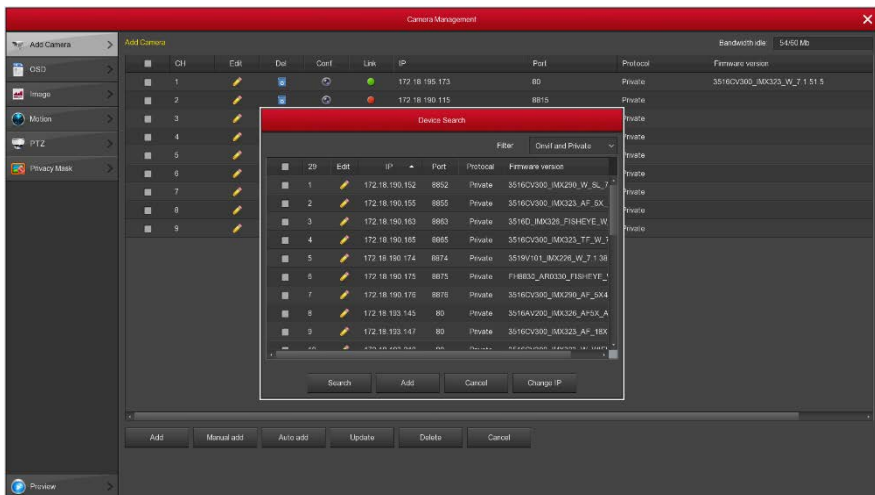 Camera Management
Add Camera
OSD
Image
Motion
PTZ
Privacy Mask
Preview
Add Camera
Bandwidth idle: 54/60 Mb
CH Edit Del Conf Link IP Port Protocol Firmware version
1 172.18.195.173 80 Private 3516CV300_IMX323_W_7.1.51.5
2 172.18.190.115 8815 Private
3 Private
4 Private
5 Private
6 Private
7 Private
8 Private
9 Private
Device Search
Filter Onvif and Private
29 Edit IP Port Protocal Firmware version
1 172.18.190.152 8852 Private 3516CV300_IMX290_W_SL_7
2 172.18.190.155 8855 Private 3516CV300_IMX323_AF_5X_
3 172.18.190.163 8863 Private 3516D_IMX326_FISHEYE_W
4 172.18.190.165 8865 Private 3516CV300_IMX323_TF_W_7
5 172.18.190.174 8874 Private 3519V101_IMX226_W_7.1.38
6 172.18.190.175 8875 Private FH8833_AR0330_FISHEYE_
7 172.18.190.176 8876 Private 3516CV300_IMX290_AF_5X4
8 172.18.193.145 80 Private 3516AV200_IMX326_AF5X_A
9 172.18.193.147 80 Private 3516CV300_IMX323_AF_18X
Search Add Cancel Change IP
Add Manual add Auto add Update Delete Cancel